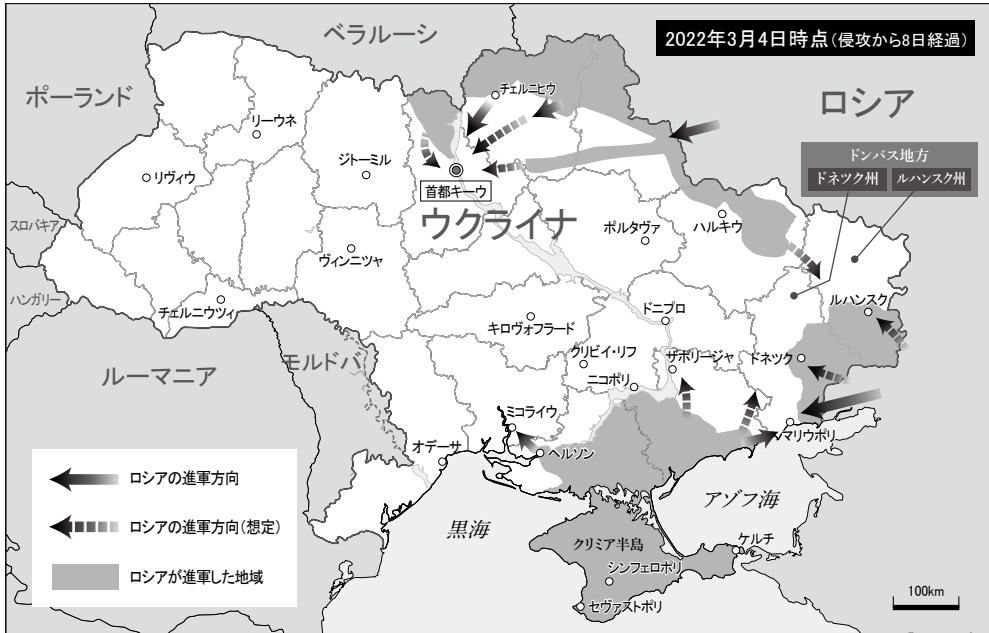 ベラルーシ
2022年3月4日時点(侵攻から8日経過)
ポーランド
チェルニヒウ
ロシア
リーウネ
ドンバス地方
ドネツク州 ルハンスク州
ジトーミル
リヴィウ
首都キーウ
ウクライナ
スロバキア
ポルタヴァ
ハルキウ
ヴィンニツャ
ハンガリー
チェルニウツィ
ドニプロ
ルハンスク
キロヴォフラード
モルドバ
クリビイ・リフ
ザポリージャ
ドネツク
ルーマニア
ニコポリ
ミコライウ
マリウポリ
オデーサ
ヘルソン
ロシアの進軍方向
アゾフ海
ロシアの進軍方向(想定)
黒海
クリミア半島
ケルチ
シンフェロポリ
ロシアが進軍した地域
セヴァストポリ
100km